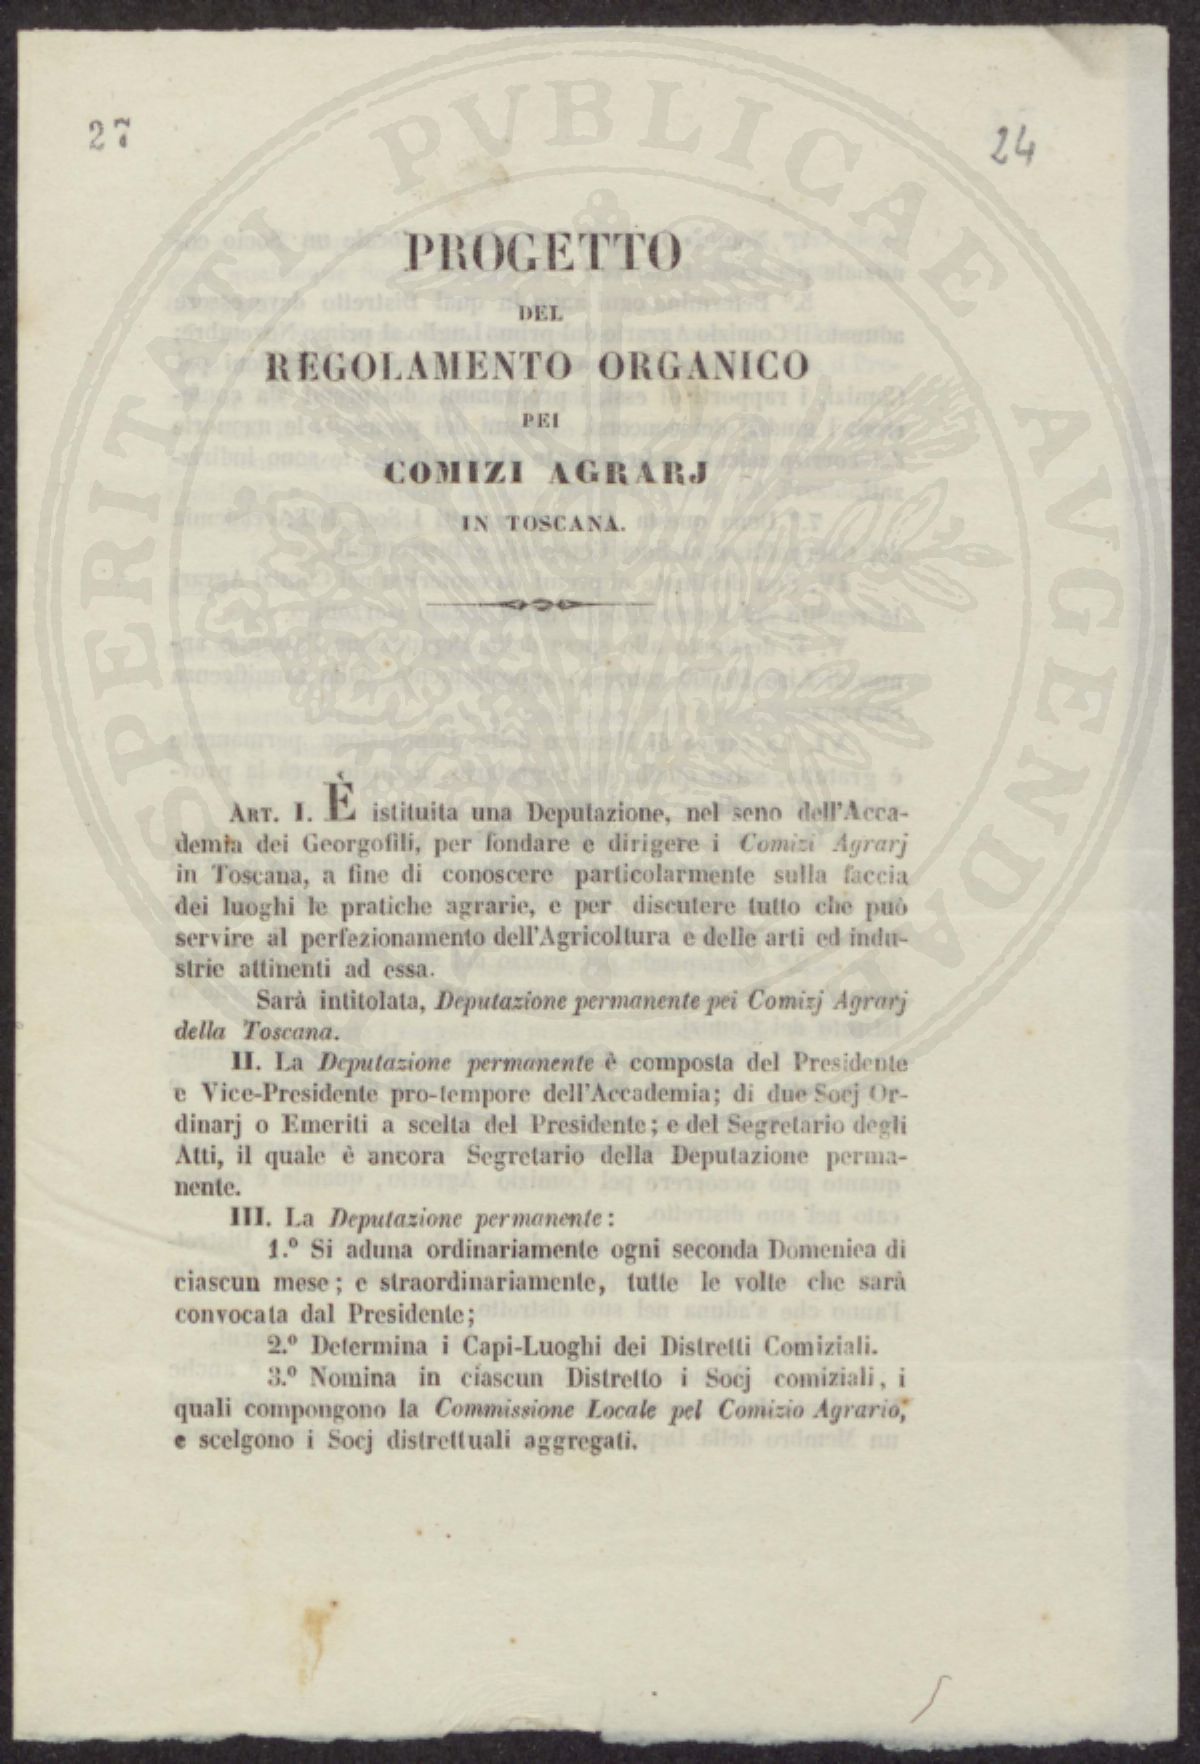 27
24
PROGETTO
DEL
REGOLAMENTO ORGANICO
PEI
COMIZI AGRARJ
IN TOSCANA.
ART. I. È istituita una Deputazione, nel seno dell'Acca-
demia dei Georgofili, per fondare e dirigere i Comizi Agrarj
in Toscana, a fine di conoscere particolarmente sulla faccia
dei luoghi le pratiche agrarie, e per discutere tutto che può
servire al perfezionamento dell'Agricoltura e delle arti ed indu-
strie attinenti ad essa.
Sarà intitolata, Deputazione permanente pei Comizj Agrarj
della Toscana.
II. La Deputazione permanente è composta del Presidente
e Vice-Presidente pro-tempore dell'Accademia; di due Socj Or-
dinarj o Emeriti a scelta del Presidente; e del Segretario degli
Atti, il quale è ancora Segretario della Deputazione perma-
nente.
III. La Deputazione permanente:
1.º Si aduna ordinariamente ogni seconda Domenica di
ciascun mese; e straordinariamente, tutte le volte che sarà
convocata dal Presidente;
2.º Determina i Capi-Luoghi dei Distretti Comiziali.
3.º Nomina in ciascun Distretto i Socj comiziali, i
quali compongono la Commissione Locale pel Comizio Agrario,
e scelgono i Socj distrettuali aggregati.
PROSPERITATI PVBLICAE AVGENDAE